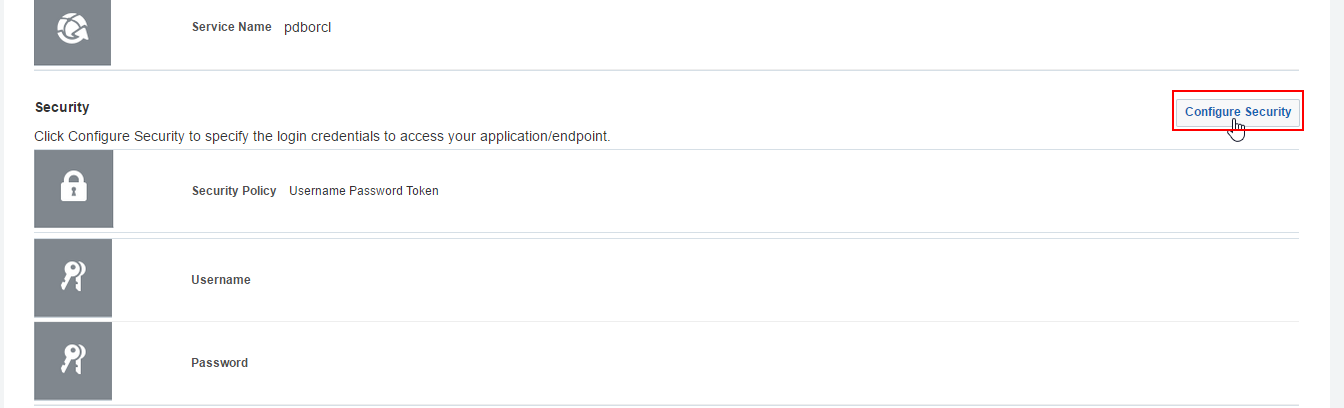 Service Name pdborcl
Security
Configure Security
Click Configure Security to specify the login credentials to access your application/endpoint.
Security Policy Username Password Token
Username
Password